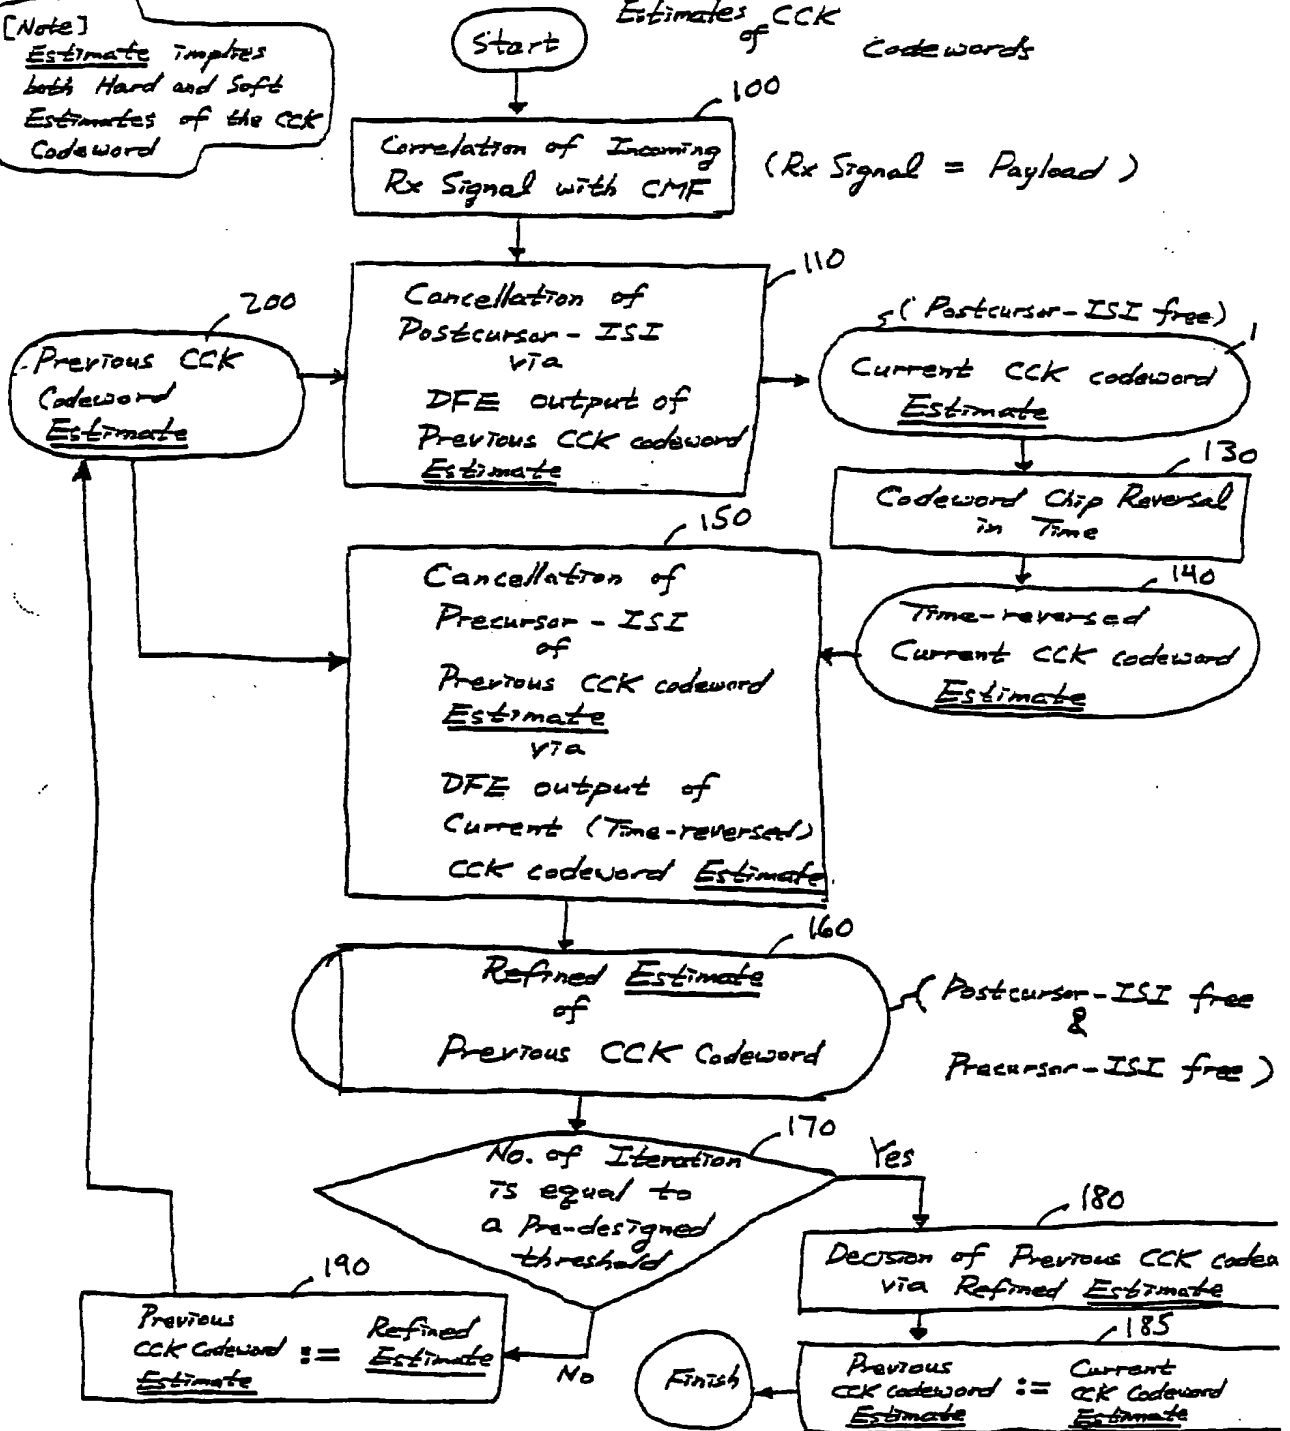 [Note]
Estimate implies
both Hard and Soft
Estimates of the CCK
Codeword
Start
Estimates of CCK
Codewords
100
Correlation of Incoming
Rx Signal with CMF
(Rx Signal = Payload)
110
Cancellation of
Postcursor-ISI
via
DFE output of
Previous CCK codeword
Estimate
200
Previous CCK
Codeword
Estimate
(Postcursor-ISI free)
1
Current CCK codeword
Estimate
130
Codeword Chip Reversal
in Time
140
Time-reversed
Current CCK codeword
Estimate
150
Cancellation of
Precursor-ISI
of
Previous CCK codeword
Estimate
via
DFE output of
Current (Time-reversed)
CCK codeword Estimate
160
Refined Estimate
of
Previous CCK Codeword
(Postcursor-ISI free
&
Precursor-ISI free)
170
No. of Iteration
is equal to
a Pre-designed
threshold
Yes
No
180
Decision of Previous CCK codew
via Refined Estimate
185
Previous
CCK codeword
Estimate
:=
Current
CCK Codeword
Estimate
Finish
190
Previous
CCK Codeword
Estimate
:=
Refined
Estimate